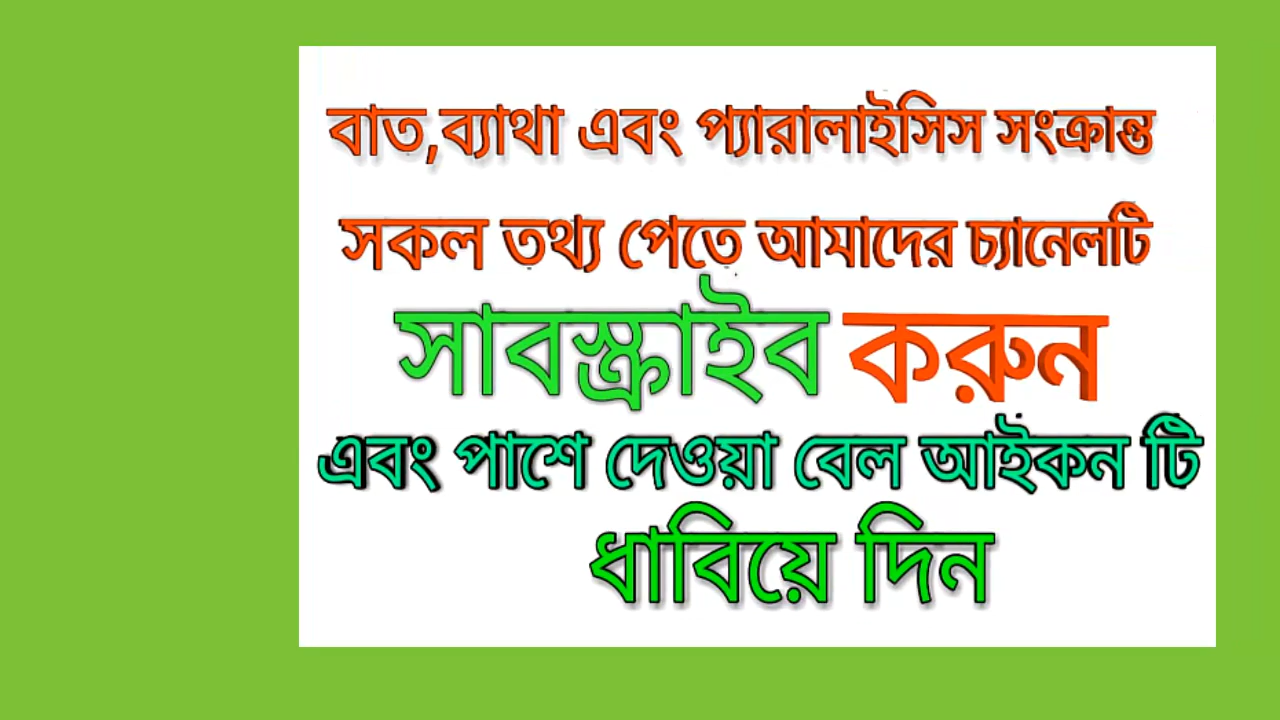 বাত,ব্যাথা এবং প্যারালাইসিস সংক্রান্ত
সকল তথ্য পেতে আমাদের চ্যানেলটি
সাবস্ক্রাইব করুন
এবং পাশে দেওয়া বেল আইকন টি
ধাবিয়ে দিন